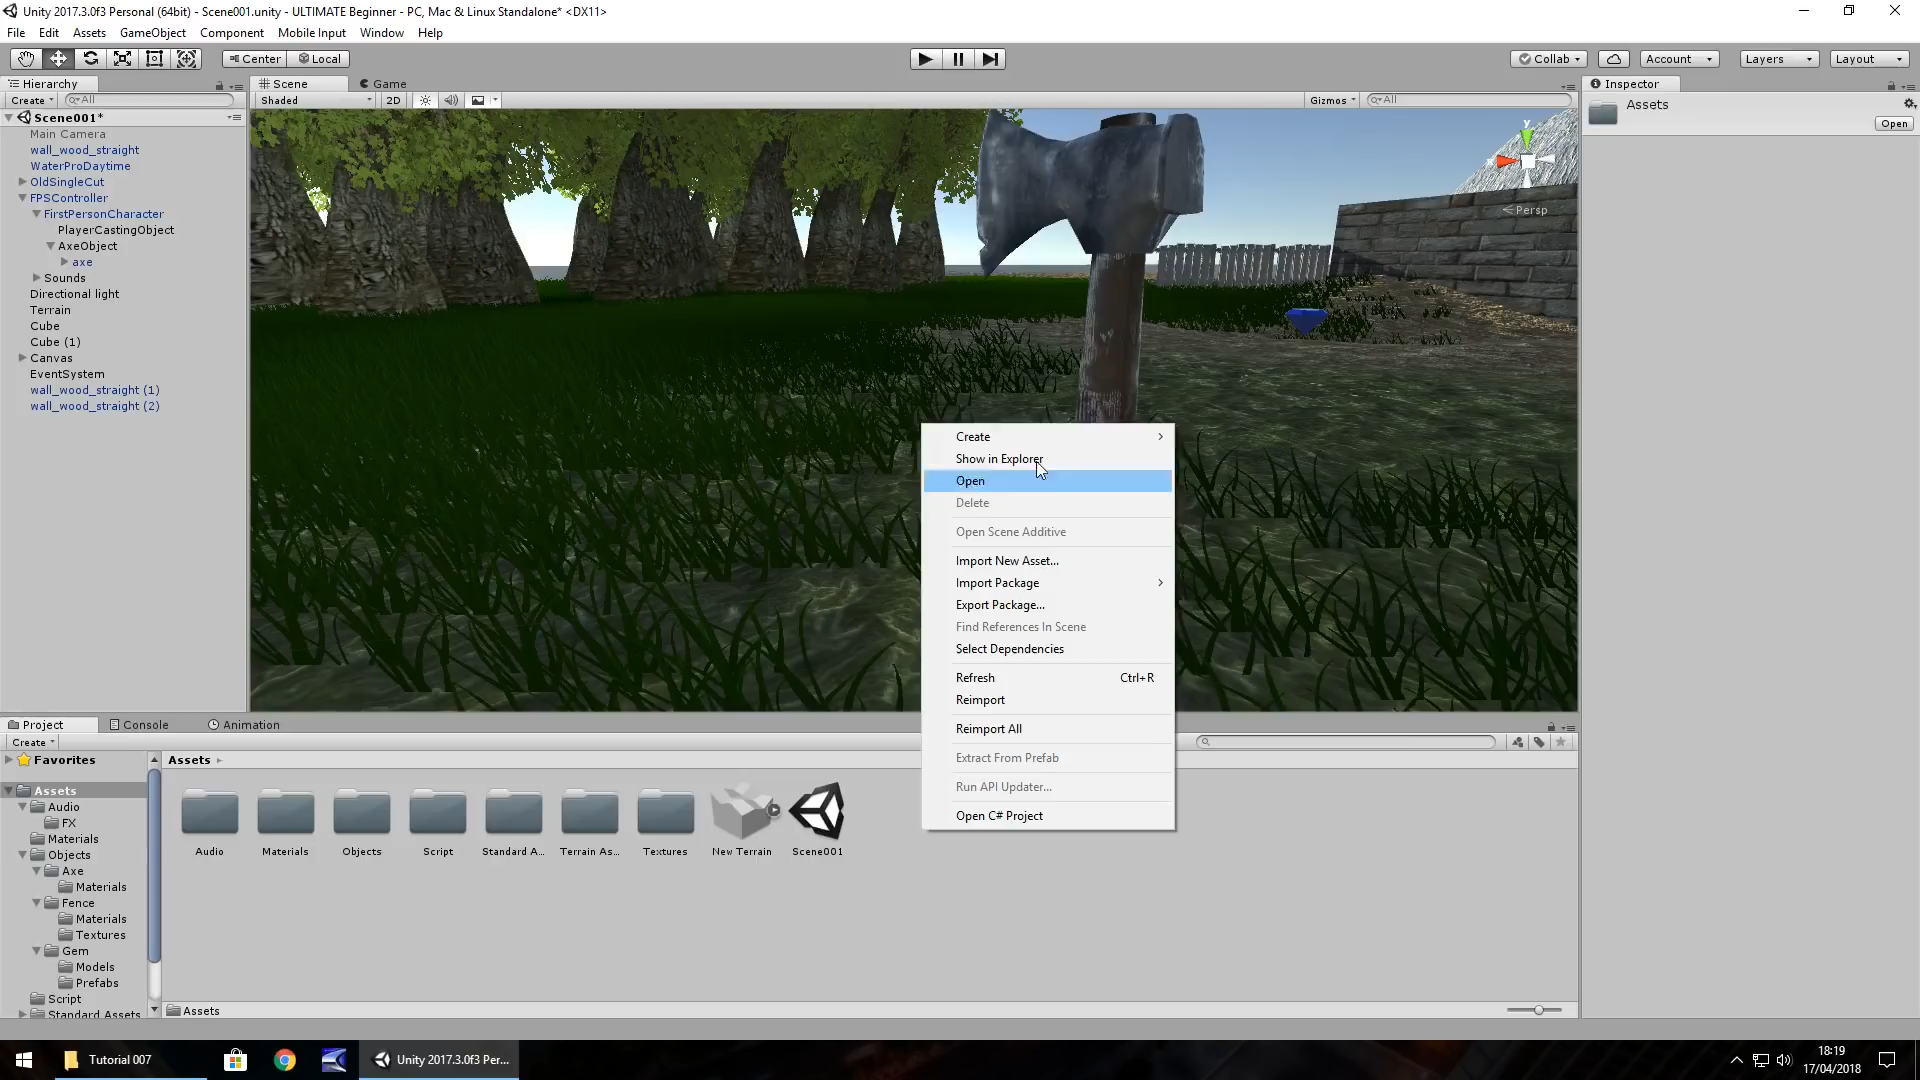 Unity 2017.3.0f3 Personal (64bit) - Scene001.unity - ULTIMATE Beginner - PC, Mac & Linux Standalone* <DX11>
File Edit Assets GameObject Component Mobile Input Window Help
Center Local
Collab Account Layers Layout
Hierarchy
Create All
Scene001*
Main Camera
wall_wood_straight
WaterProDaytime
OldSingleCut
FPSController
FirstPersonCharacter
PlayerCastingObject
AxeObject
axe
Sounds
Directional light
Terrain
Cube
Cube (1)
Canvas
EventSystem
wall_wood_straight (1)
wall_wood_straight (2)
Scene Game
Shaded 2D Gizmos All
y
Persp
Inspector
Assets
Open
Create
Show in Explorer
Open
Delete
Open Scene Additive
Import New Asset...
Import Package
Export Package...
Find References In Scene
Select Dependencies
Refresh Ctrl+R
Reimport
Reimport All
Extract From Prefab
Run API Updater...
Open C# Project
Project Console Animation
Create
Favorites
Assets
Audio
FX
Materials
Objects
Axe
Materials
Fence
Materials
Textures
Gem
Models
Prefabs
Script
Standard Assets
Assets
Audio Materials Objects Script Standard A... Terrain As... Textures New Terrain Scene001
Assets
Tutorial 007
Unity 2017.3.0f3 Per...
18:19
17/04/2018